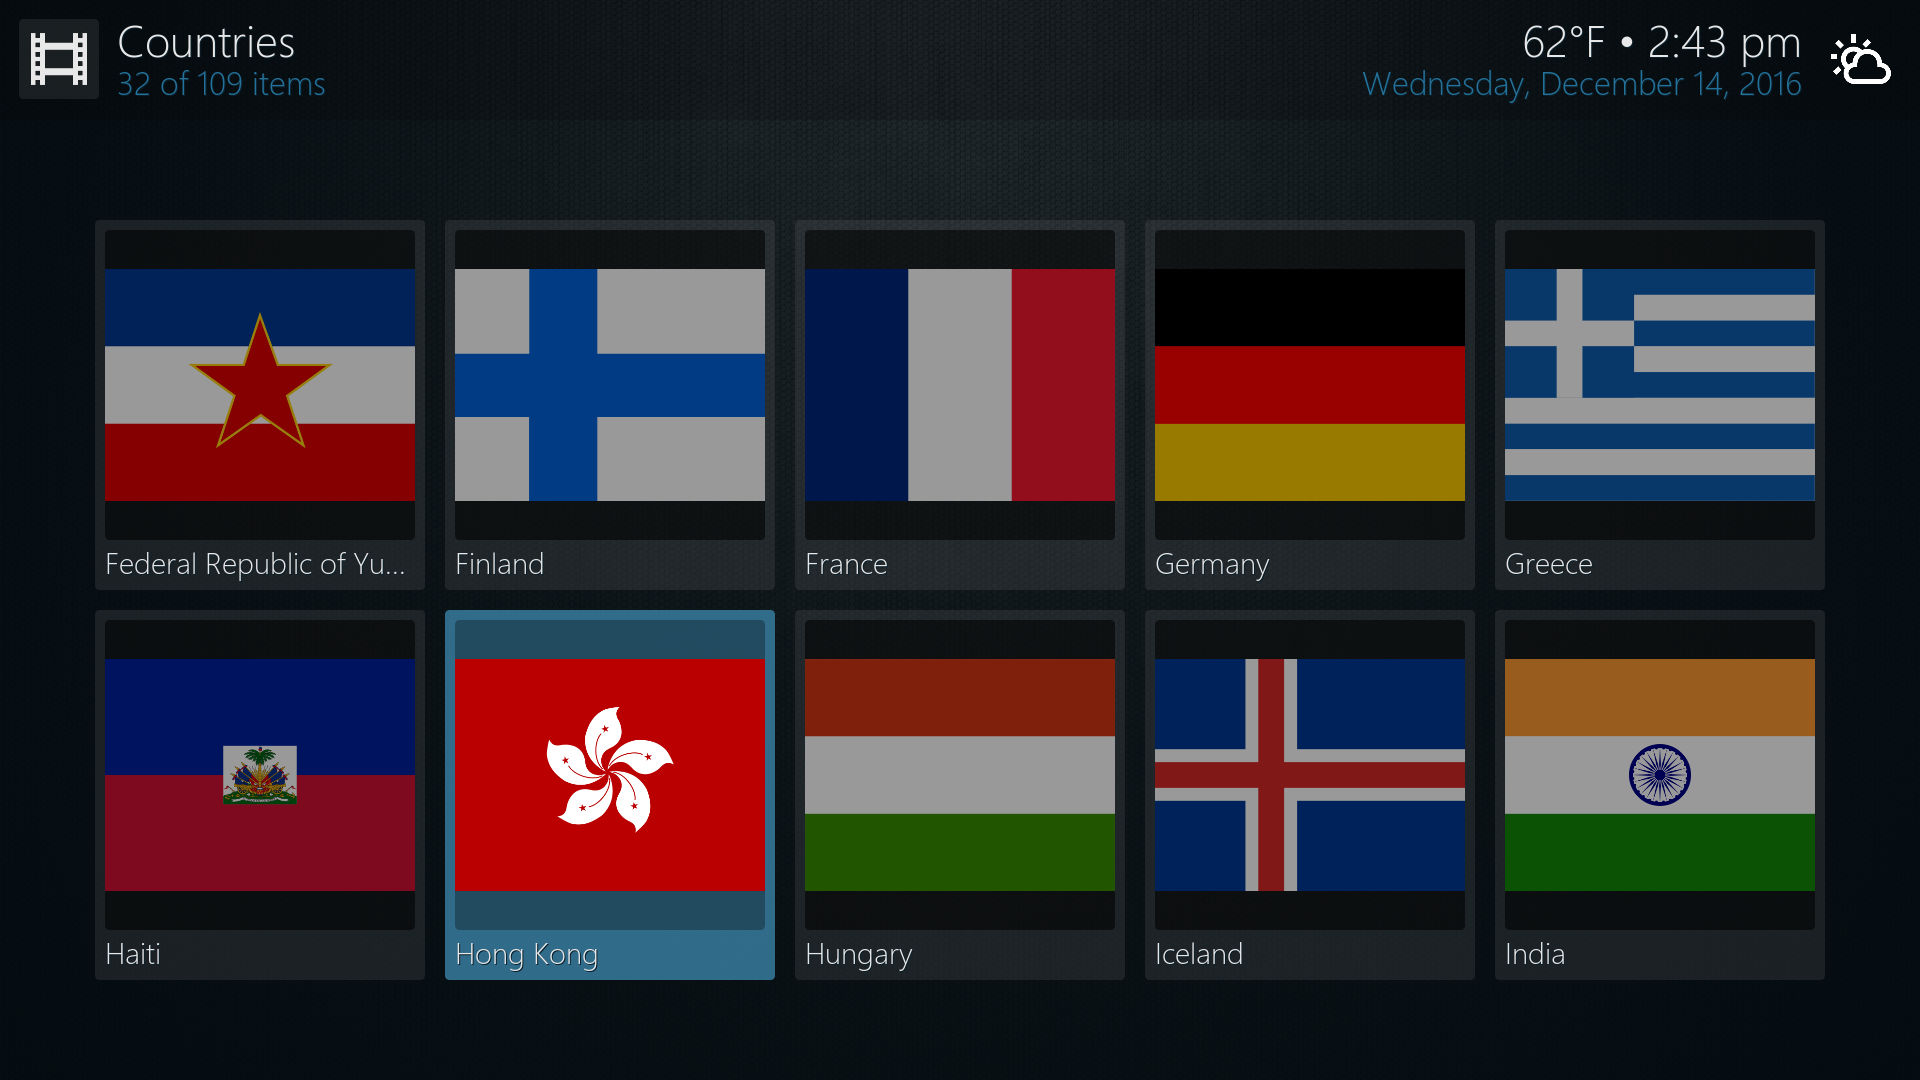 Countries
32 of 109 items
62°F • 2:43 pm
Wednesday, December 14, 2016
Federal Republic of Yu...
Finland
France
Germany
Greece
Haiti
Hong Kong
Hungary
Iceland
India